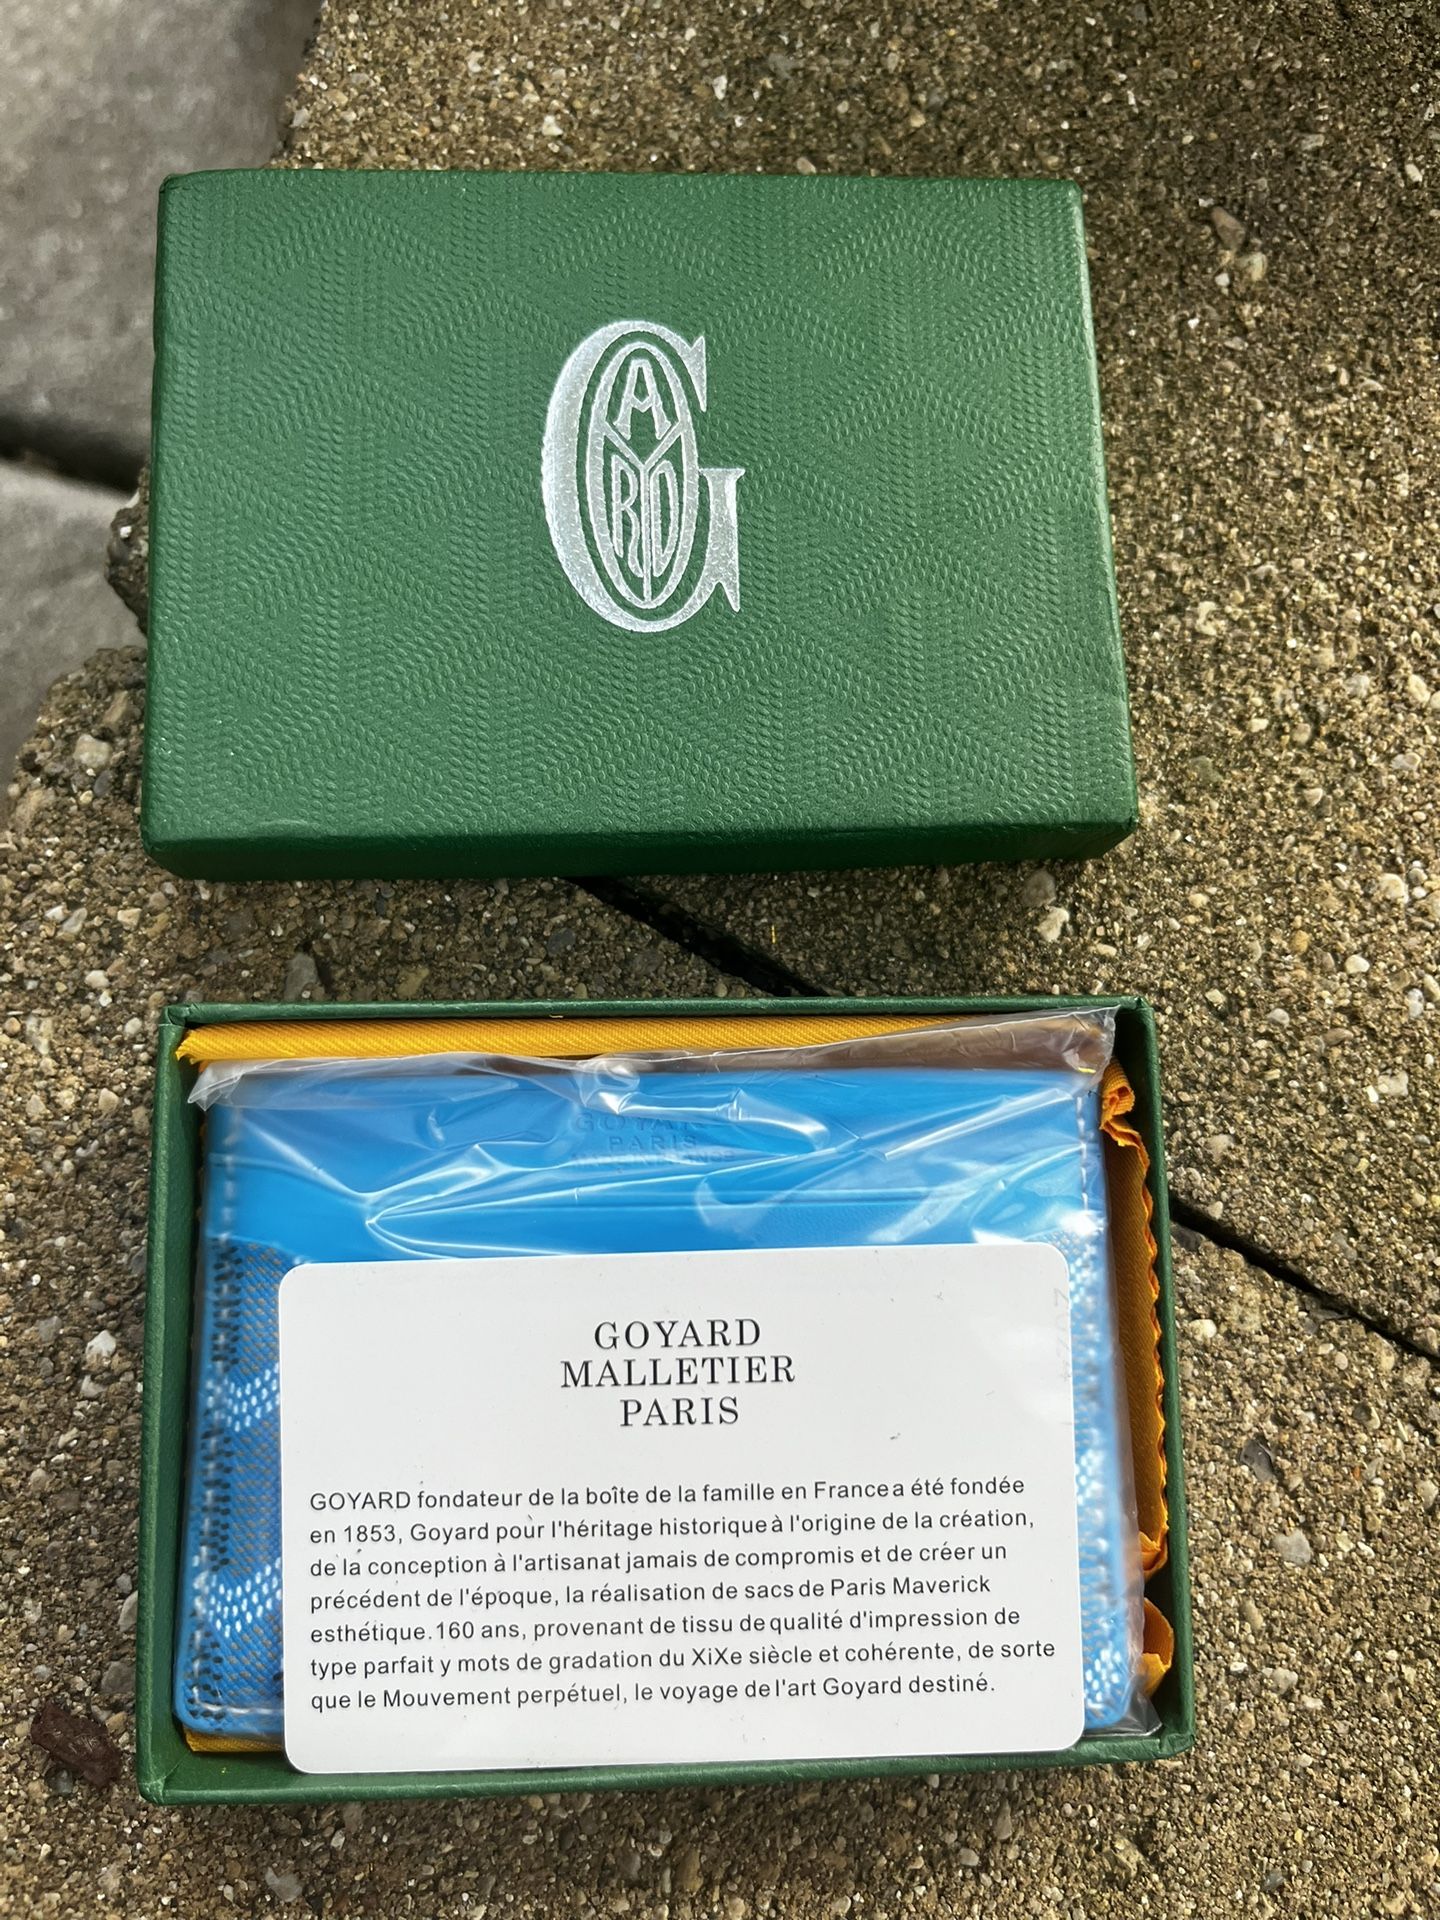 GOYARD
GOYARD
PARIS
GOYARD
MALLETIER
PARIS
GOYARD fondateur de la boîte de la famille en Francea été fondée
en 1853, Goyard pour l'héritage historique à l'origine de la création,
de la conception à l'artisanat jamais de compromis et de créer un
précédent de l'époque, la réalisation de sacs de Paris Maverick
esthétique.160 ans, provenant de tissu de qualité d'impression de
type parfait y mots de gradation du XiXe siècle et cohérente, de sorte
que le Mouvement perpétuel, le voyage de l'art Goyard destiné.